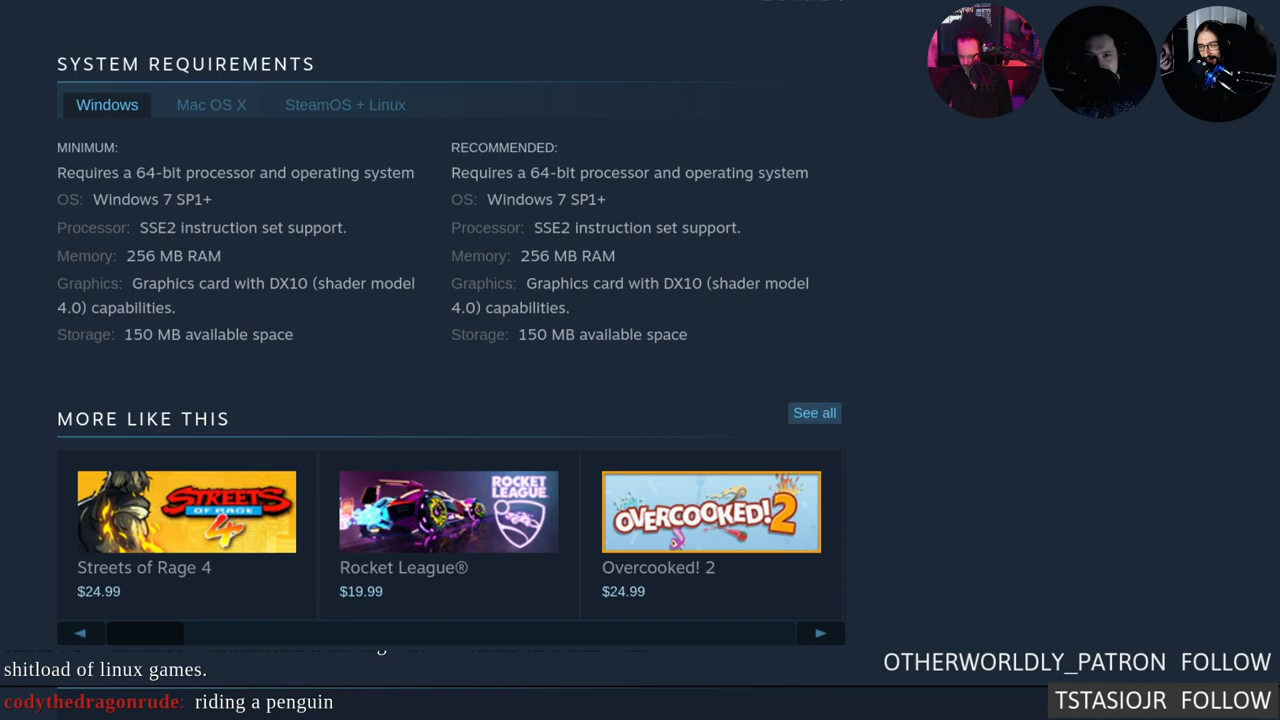 SYSTEM REQUIREMENTS
Windows
Mac OS X
SteamOS + Linux
MINIMUM:
Requires a 64-bit processor and operating system
OS: Windows 7 SP1+
Processor: SSE2 instruction set support.
Memory: 256 MB RAM
Graphics: Graphics card with DX10 (shader model
4.0) capabilities.
Storage: 150 MB available space
RECOMMENDED:
Requires a 64-bit processor and operating system
OS: Windows 7 SP1+
Processor: SSE2 instruction set support.
Memory: 256 MB RAM
Graphics: Graphics card with DX10 (shader model
4.0) capabilities.
Storage: 150 MB available space
MORE LIKE THIS
See all
STREETS
OF RAGE
4
Streets of Rage 4
$24.99
ROCKET
LEAGUE
Rocket League®
$19.99
OVERCOOKED! 2
Overcooked! 2
$24.99
shitload of linux games.
codythedragonrude: riding a penguin
OTHERWORLDLY_PATRON FOLLOW
TSTASIOJR FOLLOW